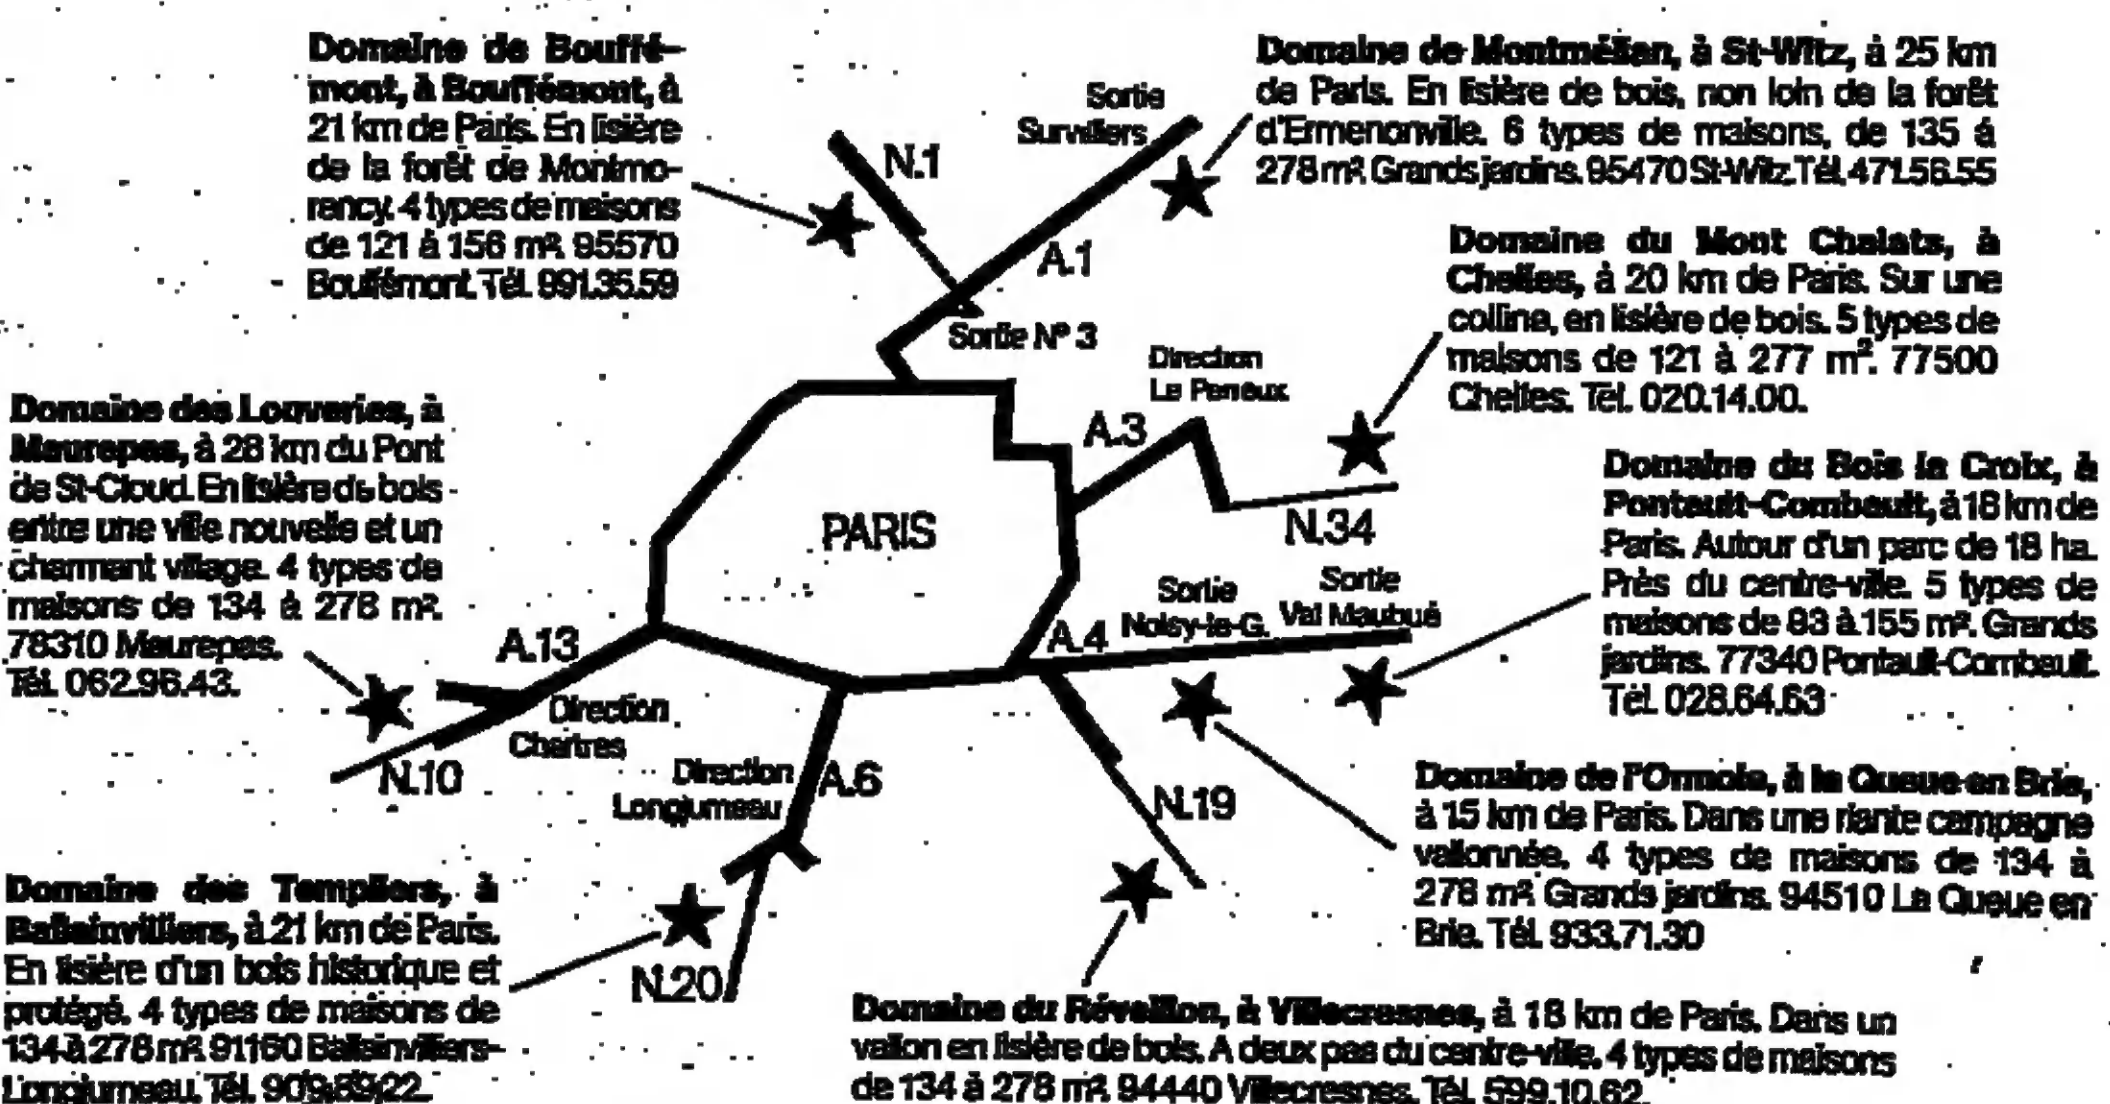 Domaine de Bouffé-
mont, à Bouffémont, à
21 km de Paris. En lisière
de la forêt de Montmo-
rency. 4 types de maisons
de 121 à 156 m². 95570
Bouffémont. Tél. 991.35.59
Domaine de Montmélian, à St-Witz, à 25 km
de Paris. En lisière de bois, non loin de la forêt
d'Ermenonville. 6 types de maisons, de 135 à
278 m². Grands jardins. 95470 St-Witz. Tél. 471.56.55
Sortie
Survilliers
N.1
A.1
Sortie N° 3
Domaine du Mont Chalats, à
Chelles, à 20 km de Paris. Sur une
colline, en lisière de bois. 5 types de
maisons de 121 à 277 m². 77500
Chelles. Tél. 020.14.00.
Direction
Le Perreux
A.3
N.34
Domaine des Louveries, à
Maurepas, à 28 km du Pont
de St-Cloud. En lisière de bois
entre une ville nouvelle et un
charmant village. 4 types de
maisons de 134 à 278 m².
78310 Maurepas.
Tél. 062.96.43.
PARIS
Domaine du Bois la Croix, à
Pontault-Combault, à 18 km de
Paris. Autour d'un parc de 18 ha.
Près du centre-ville. 5 types de
maisons de 93 à 155 m². Grands
jardins. 77340 Pontault-Combault.
Tél. 028.64.63
Sortie
Noisy-le-G.
Sortie
Val Maubué
A.4
A.13
Direction
Chartres
N.10
Direction
Longjumeau
A.6
N.19
Domaine de l'Ormoie, à la Queue en Brie,
à 15 km de Paris. Dans une riante campagne
vallonnée. 4 types de maisons de 134 à
278 m². Grands jardins. 94510 La Queue en
Brie. Tél. 933.71.30
Domaine des Templiers, à
Ballainvilliers, à 21 km de Paris.
En lisière d'un bois historique et
protégé. 4 types de maisons de
134 à 278 m². 91160 Ballainvilliers-
Longjumeau. Tél. 909.89.22
N.20
Domaine du Réveillon, à Villecresnes, à 18 km de Paris. Dans un
vallon en lisière de bois. A deux pas du centre-ville. 4 types de maisons
de 134 à 278 m². 94440 Villecresnes. Tél. 599.10.62.